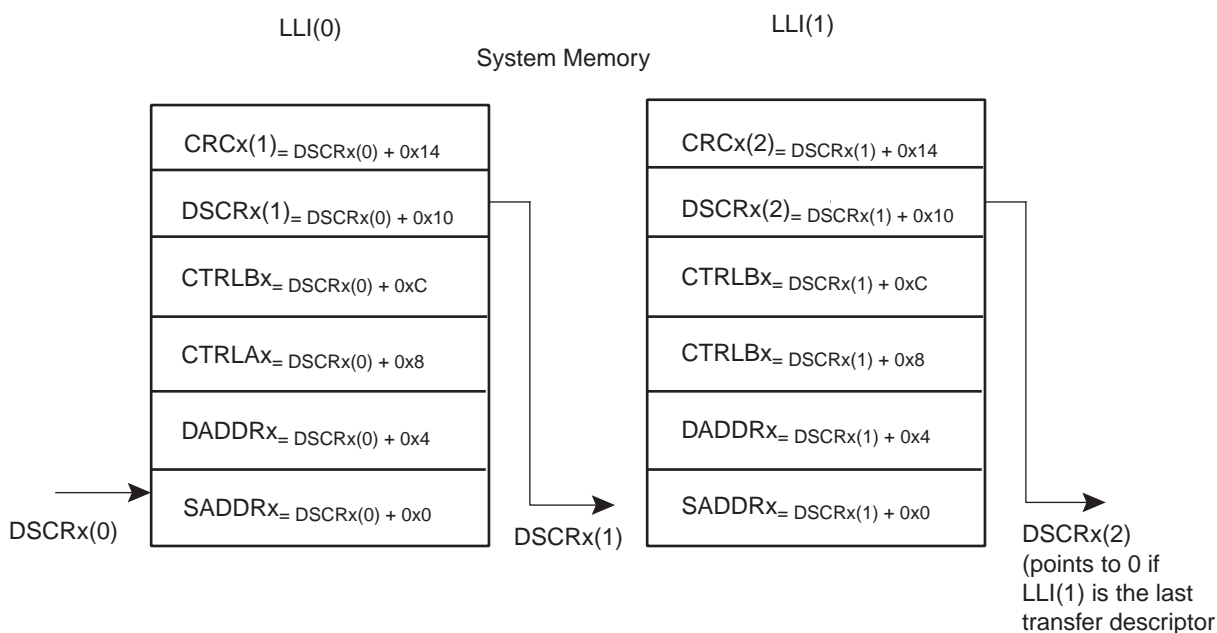 LLI(0)
LLI(1)
System Memory
CRCx(1)= DSCRx(0) + 0x14
DSCRx(1)= DSCRx(0) + 0x10
CTRLBx= DSCRx(0) + 0xC
CTRLAx= DSCRx(0) + 0x8
DADDRx= DSCRx(0) + 0x4
SADDRx= DSCRx(0) + 0x0
DSCRx(0)
DSCRx(1)
CRCx(2)= DSCRx(1) + 0x14
DSCRx(2)= DSCRx(1) + 0x10
CTRLBx= DSCRx(1) + 0xC
CTRLBx= DSCRx(1) + 0x8
DADDRx= DSCRx(1) + 0x4
SADDRx= DSCRx(1) + 0x0
DSCRx(2)
(points to 0 if
LLI(1) is the last
transfer descriptor